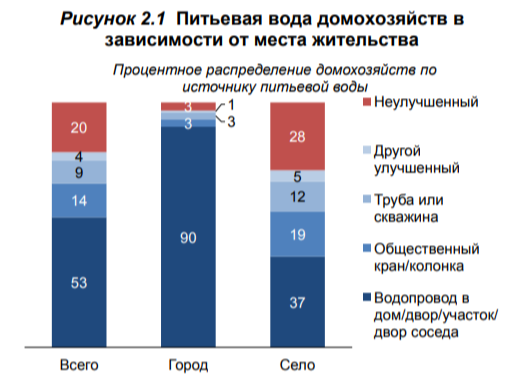 Рисунок 2.1 Питьевая вода домохозяйств в
зависимости от места жительства
Процентное распределение домохозяйств по
источнику питьевой воды
20
4
9
14
53
3
1
3
3
90
28
5
12
19
37
Неулучшенный
Другой
улучшенный
Труба или
скважина
Общественный
кран/колонка
Водопровод в
дом/двор/участок/
двор соседа
Всего
Город
Село